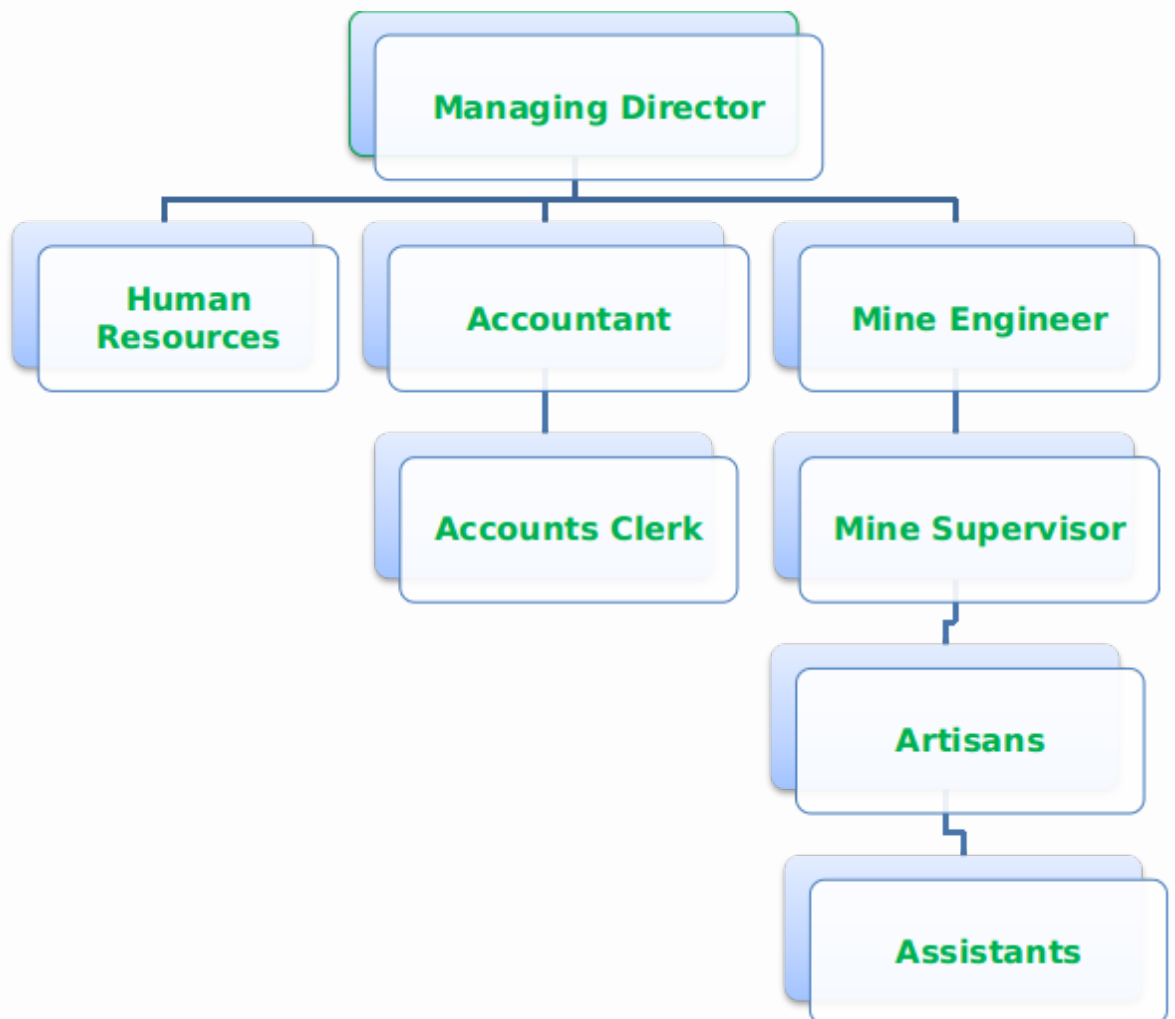 Managing Director
Human
Resources
Accountant
Mine Engineer
Accounts Clerk
Mine Supervisor
Artisans
Assistants